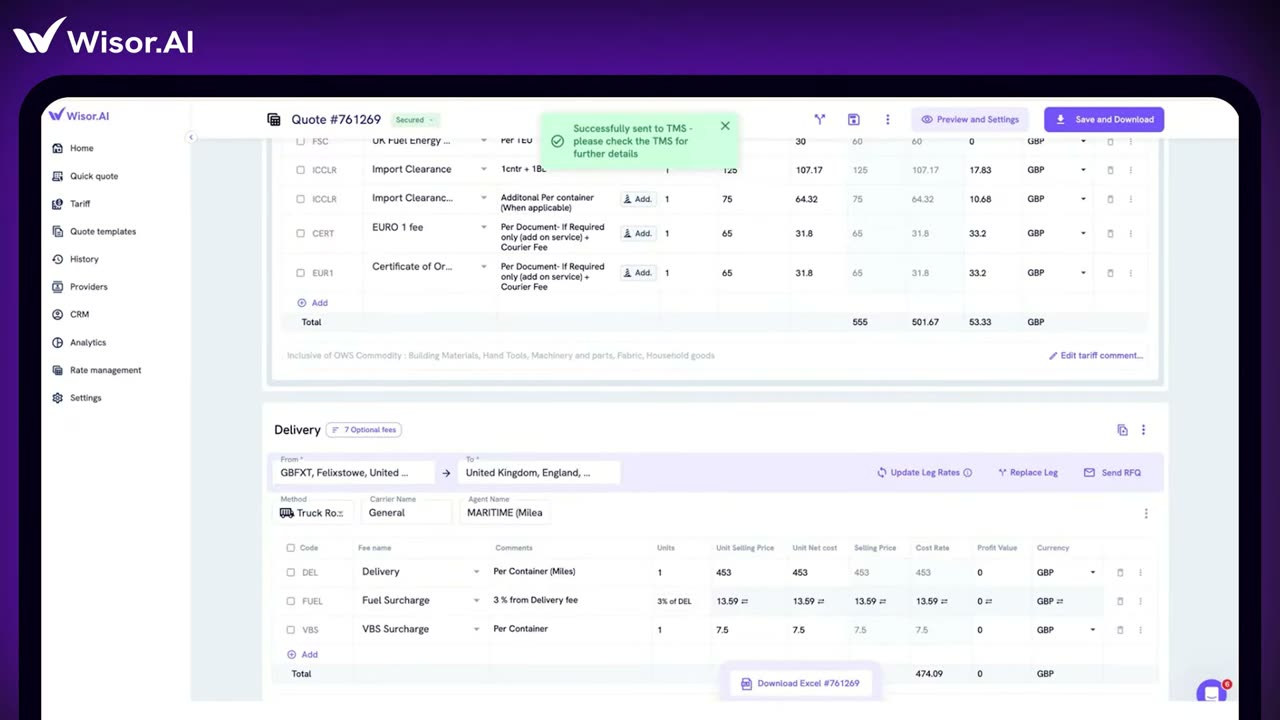 Wisor.AI
Wisor.AI
Quote #761269 Secured
Successfully sent to TMS -
please check the TMS for
further details
Preview and Settings
Save and Download
Home
Quick quote
Tariff
Quote templates
History
Providers
CRM
Analytics
Rate management
Settings
FSC UK Fuel Energy ... Per TEU 30 60 60 0 GBP
ICCLR Import Clearance 1cntr + 1BL 1 125 107.17 125 107.17 17.83 GBP
ICCLR Import Clearanc... Additonal Per container
(When applicable) Add. 1 75 64.32 75 64.32 10.68 GBP
CERT EURO 1 fee Per Document- If Required
only (add on service) +
Courier Fee Add. 1 65 31.8 65 31.8 33.2 GBP
EUR1 Certificate of Or... Per Document- If Required
only (add on service) +
Courier Fee Add. 1 65 31.8 65 31.8 33.2 GBP
Add
Total 555 501.67 53.33 GBP
Inclusive of OWS Commodity : Building Materials, Hand Tools, Machinery and parts, Fabric, Household goods
Edit tariff comment...
Delivery 7 Optional fees
From * To *
GBFXT, Felixstowe, United ... United Kingdom, England, ... Update Leg Rates Replace Leg Send RFQ
Method Carrier Name Agent Name
Truck Ro... General MARITIME (Milea
Code Fee name Comments Units Unit Selling Price Unit Net cost Selling Price Cost Rate Profit Value Currency
DEL Delivery Per Container (Miles) 1 453 453 453 453 0 GBP
FUEL Fuel Surcharge 3 % from Delivery fee 3% of DEL 13.59 13.59 13.59 13.59 0 GBP
VBS VBS Surcharge Per Container 1 7.5 7.5 7.5 7.5 0 GBP
Add
Total 474.09 0 GBP
Download Excel #761269
6